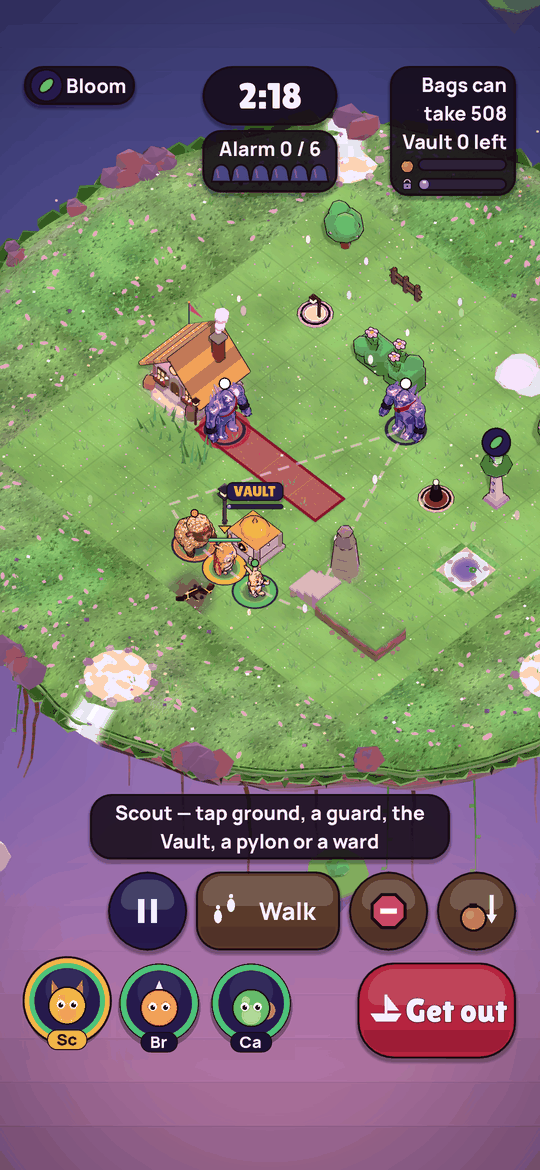 Bloom
2:18
Alarm 0 / 6
Bags can
take 508
Vault 0 left
VAULT
Scout — tap ground, a guard, the
Vault, a pylon or a ward
Walk
Get out
Sc
Br
Ca